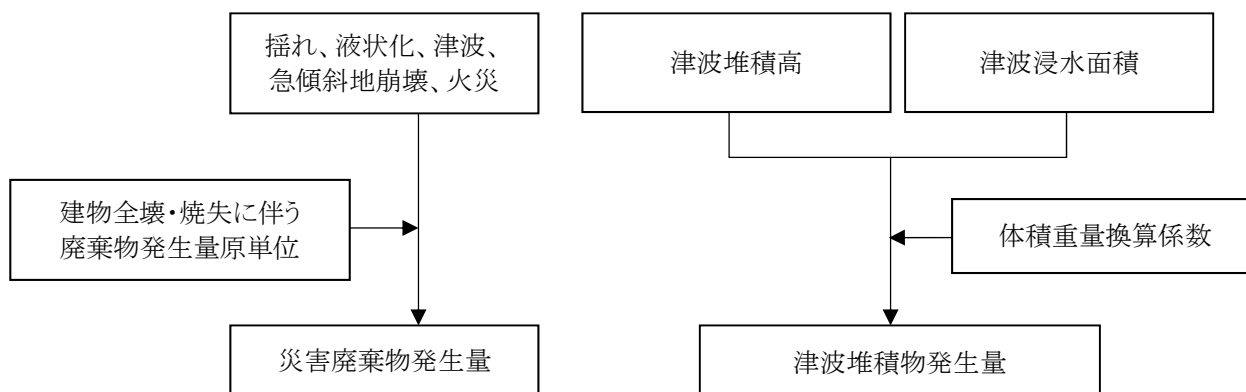 揺れ、液状化、津波、
急傾斜地崩壊、火災
津波堆積高
津波浸水面積
建物全壊・焼失に伴う
廃棄物発生量原単位
体積重量換算係数
災害廃棄物発生量
津波堆積物発生量